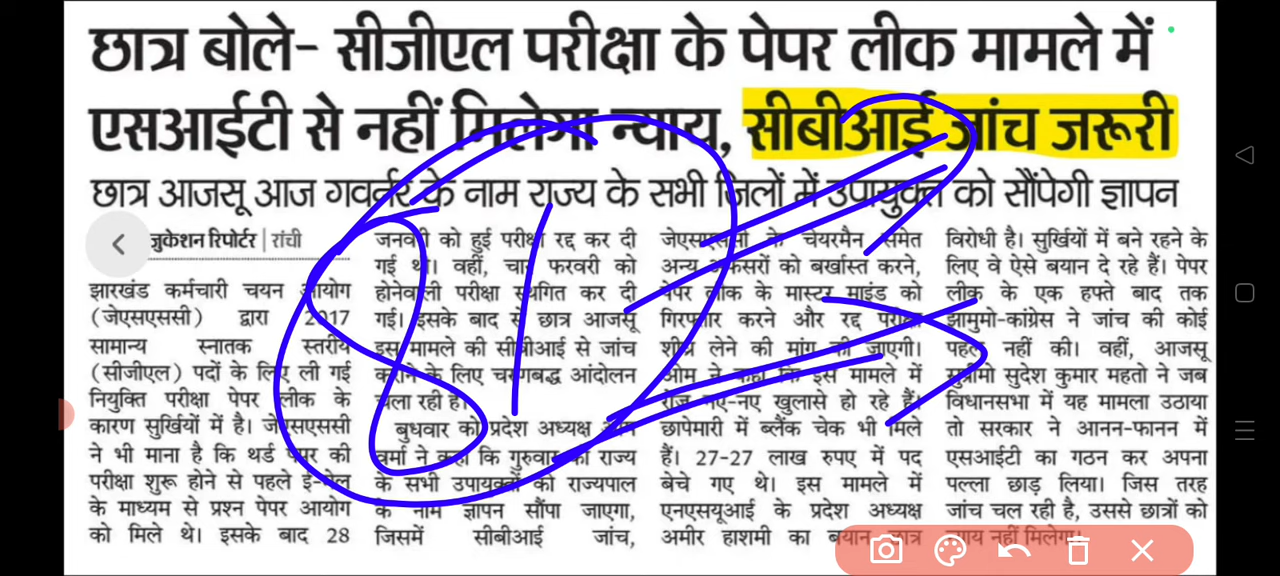 छात्र बोले- सीजीएल परीक्षा के पेपर लीक मामले में
एसआईटी से नहीं मिलेगा न्याय, सीबीआई जांच जरूरी
छात्र आजसू आज गवर्नर के नाम राज्य के सभी जिलों में उपायुक्त को सौंपेगी ज्ञापन
जुकेशन रिपोर्टर | रांची
झारखंड कर्मचारी चयन आयोग
(जेएसएससी) द्वारा 2017
सामान्य स्नातक स्तरीय
(सीजीएल) पदों के लिए ली गई
नियुक्ति परीक्षा पेपर लीक के
कारण सुर्खियों में है। जेएसएससी
ने भी माना है कि थर्ड पेपर की
परीक्षा शुरू होने से पहले ई-मेल
के माध्यम से प्रश्न पेपर आयोग
को मिले थे। इसके बाद 28
जनवरी को हुई परीक्षा रद्द कर दी
गई थी। वहीं, चार फरवरी को
होनेवाली परीक्षा स्थगित कर दी
गई। इसके बाद से छात्र आजसू
इस मामले की सीबीआई से जांच
कराने के लिए चरणबद्ध आंदोलन
चला रही है।
बुधवार को प्रदेश अध्यक्ष ओम
वर्मा ने कहा कि गुरुवार को राज्य
के सभी उपायुक्तों को राज्यपाल
के नाम ज्ञापन सौंपा जाएगा,
जिसमें सीबीआई जांच,
जेएसएससी के चेयरमैन समेत
अन्य अफसरों को बर्खास्त करने,
पेपर लीक के मास्टर माइंड को
गिरफ्तार करने और रद्द परीक्षा
शीघ्र लेने की मांग की जाएगी।
ओम ने कहा कि इस मामले में
रोज नए-नए खुलासे हो रहे हैं।
छापेमारी में ब्लैंक चेक भी मिले
हैं। 27-27 लाख रुपए में पद
बेचे गए थे। इस मामले में
एनएसयूआई के प्रदेश अध्यक्ष
अमीर हाशमी का बयान छात्र
विरोधी है। सुर्खियों में बने रहने के
लिए वे ऐसे बयान दे रहे हैं। पेपर
लीक के एक हफ्ते बाद तक
झामुमो-कांग्रेस ने जांच की कोई
पहल नहीं की। वहीं, आजसू
सुप्रीमो सुदेश कुमार महतो ने जब
विधानसभा में यह मामला उठाया
तो सरकार ने आनन-फानन में
एसआईटी का गठन कर अपना
पल्ला छाड़ लिया। जिस तरह
जांच चल रही है, उससे छात्रों को
न्याय नहीं मिलेगा।